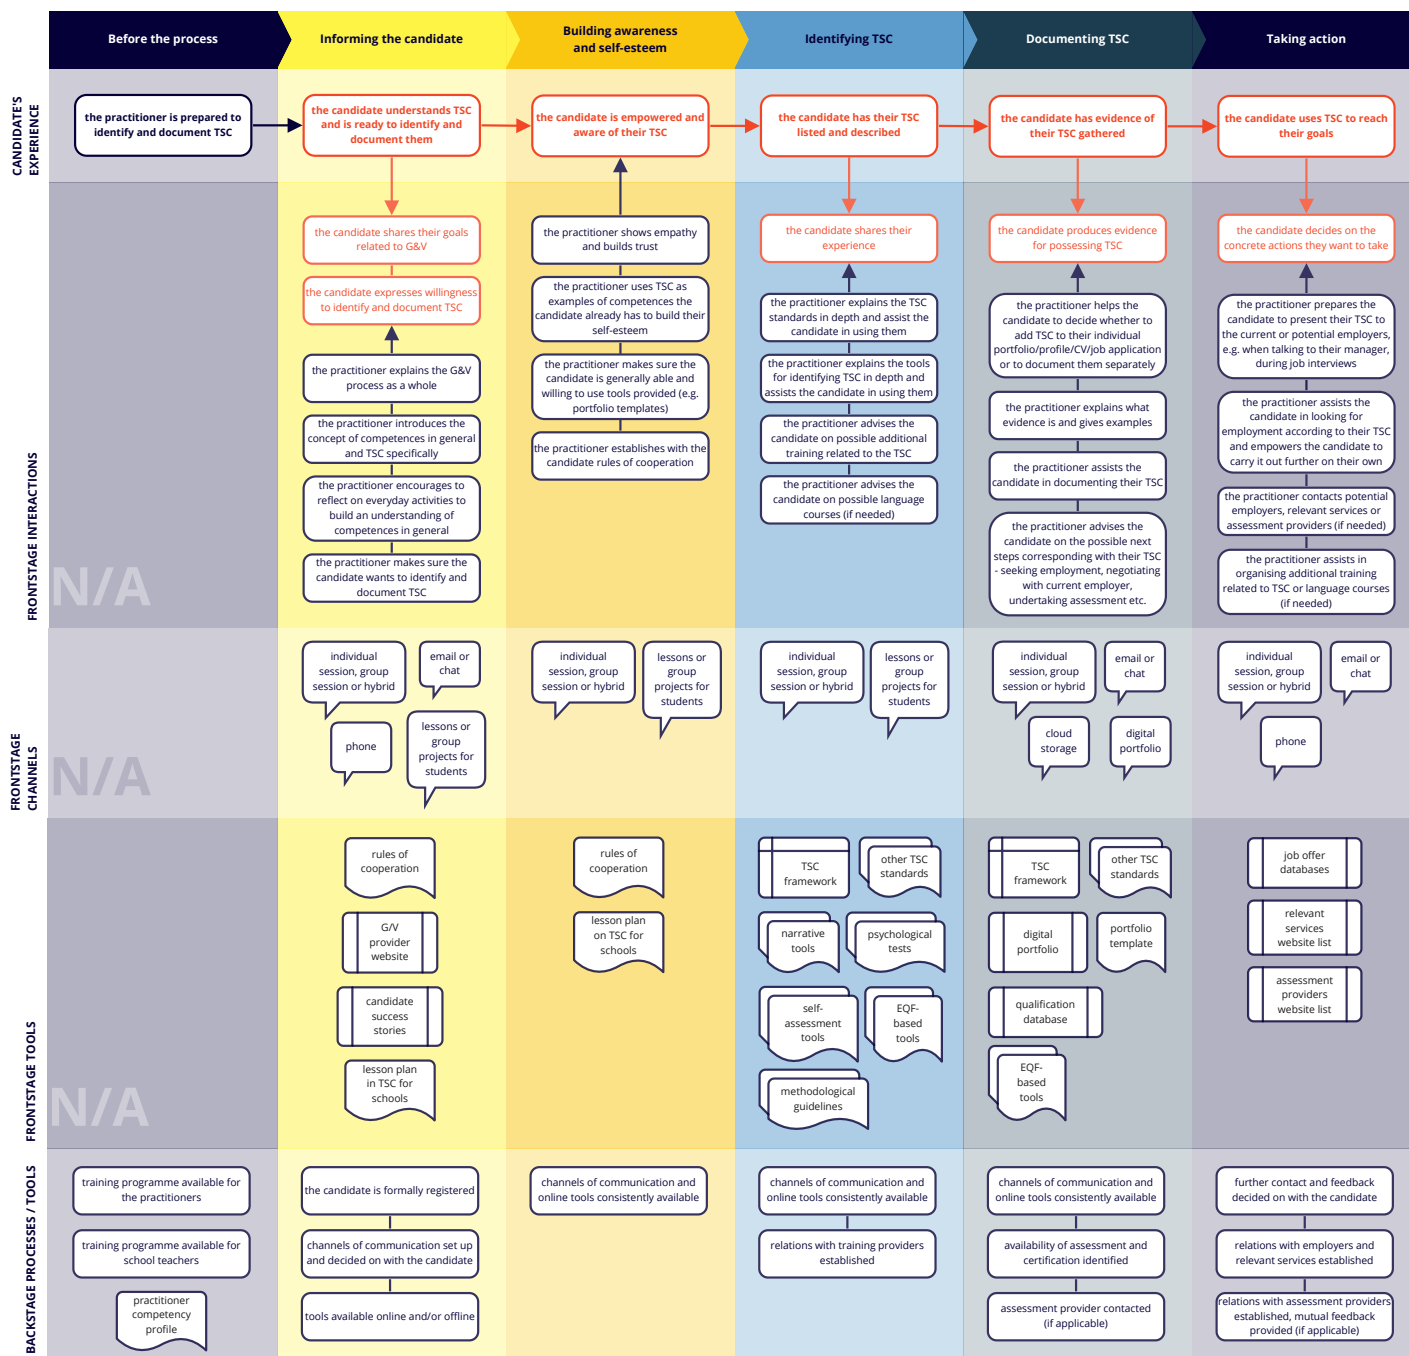 Before the process
Informing the candidate
Building awareness
and self-esteem
Identifying TSC
Documenting TSC
Taking action
CANDIDATE'S
EXPERIENCE
the practitioner is prepared to
identify and document TSC
the candidate understands TSC
and is ready to identify and
document them
the candidate is empowered and
aware of their TSC
the candidate has their TSC
listed and described
the candidate has evidence of
their TSC gathered
the candidate uses TSC to reach
their goals
FRONTSTAGE INTERACTIONS
N/A
the candidate shares their goals
related to G&V
the candidate expresses willingness
to identify and document TSC
the practitioner explains the G&V
process as a whole
the practitioner introduces the
concept of competences in general
and TSC specifically
the practitioner encourages to
reflect on everyday activities to
build an understanding of
competences in general
the practitioner makes sure the
candidate wants to identify and
document TSC
the practitioner shows empathy
and builds trust
the practitioner uses TSC as
examples of competences the
candidate already has to build their
self-esteem
the practitioner makes sure the
candidate is generally able and
willing to use tools provided (e.g.
portfolio templates)
the practitioner establishes with the
candidate rules of cooperation
the candidate shares their
experience
the practitioner explains the TSC
standards in depth and assist the
candidate in using them
the practitioner explains the tools
for identifying TSC in depth and
assists the candidate in using them
the practitioner advises the
candidate on possible additional
training related to the TSC
the practitioner advises the
candidate on possible language
courses (if needed)
the candidate produces evidence
for possessing TSC
the practitioner helps the
candidate to decide whether to
add TSC to their individual
portfolio/profile/CV/job application
or to document them separately
the practitioner explains what
evidence is and gives examples
the practitioner assists the
candidate in documenting their TSC
the practitioner advises the
candidate on the possible next
steps corresponding with their TSC
- seeking employment, negotiating
with current employer,
undertaking assessment etc.
the candidate decides on the
concrete actions they want to take
the practitioner prepares the
candidate to present their TSC to
the current or potential employers,
e.g. when talking to their manager,
during job interviews
the practitioner assists the
candidate in looking for
employment according to their TSC
and empowers the candidate to
carry it out further on their own
the practitioner contacts potential
employers, relevant services or
assessment providers (if needed)
the practitioner assists in
organising additional training
related to TSC or language courses
(if needed)
FRONTSTAGE
CHANNELS
N/A
individual
session, group
session or hybrid
email or
chat
phone
lessons or
group
projects for
students
individual
session, group
session or hybrid
lessons or
group
projects for
students
individual
session, group
session or hybrid
lessons or
group
projects for
students
individual
session, group
session or hybrid
email or
chat
cloud
storage
digital
portfolio
individual
session, group
session or hybrid
email or
chat
phone
FRONTSTAGE TOOLS
N/A
rules of
cooperation
G/V
provider
website
candidate
success
stories
lesson plan
in TSC for
schools
rules of
cooperation
lesson plan
on TSC for
schools
TSC
framework
other TSC
standards
narrative
tools
psychological
tests
self-
assessment
tools
EQF-
based
tools
methodological
guidelines
TSC
framework
other TSC
standards
digital
portfolio
portfolio
template
qualification
database
EQF-
based
tools
job offer
databases
relevant
services
website list
assessment
providers
website list
BACKSTAGE PROCESSES / TOOLS
training programme available for
the practitioners
training programme available for
school teachers
practitioner
competency
profile
the candidate is formally registered
channels of communication set up
and decided on with the candidate
tools available online and/or offline
channels of communication and
online tools consistently available
channels of communication and
online tools consistently available
relations with training providers
established
channels of communication and
online tools consistently available
availability of assessment and
certification identified
assessment provider contacted
(if applicable)
further contact and feedback
decided on with the candidate
relations with employers and
relevant services established
relations with assessment providers
established, mutual feedback
provided (if applicable)